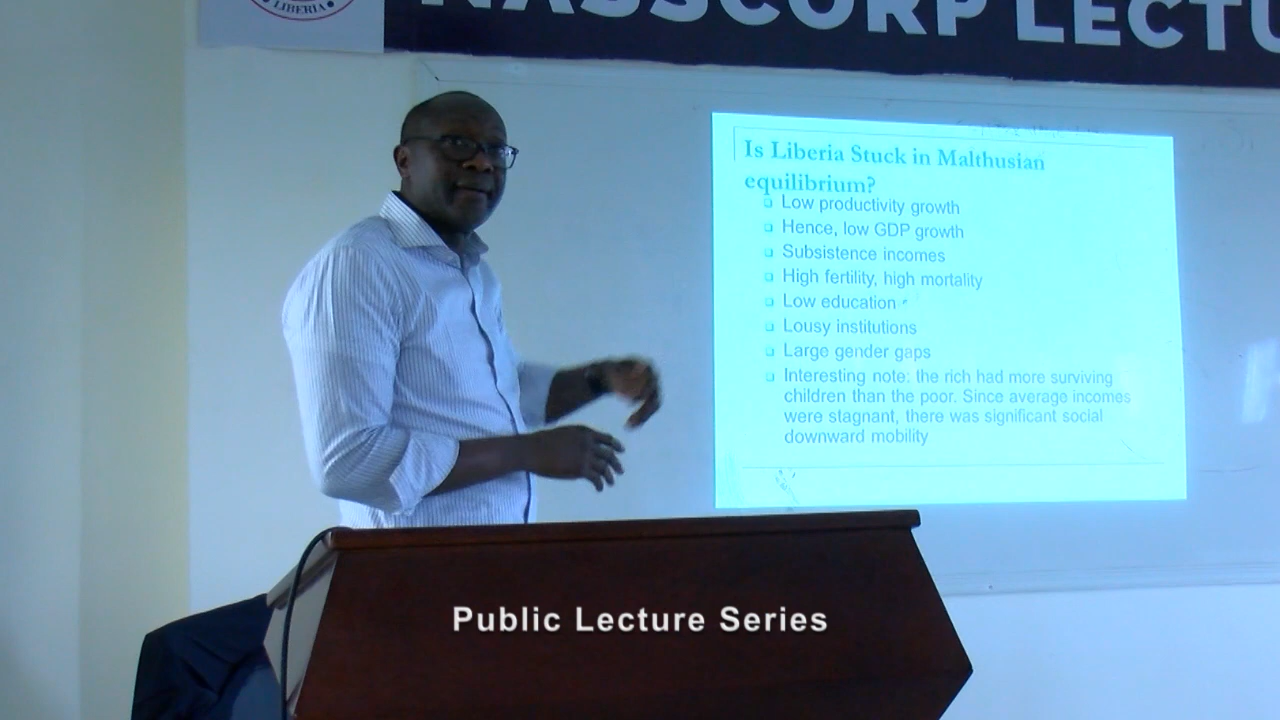 LIBERIA
NASSCORP LECTU
Is Liberia Stuck in Malthusian
equilibrium?
Low productivity growth
Hence, low GDP growth
Subsistence incomes
High fertility, high mortality
Low education
Lousy institutions
Large gender gaps
Interesting note: the rich had more surviving
children than the poor. Since average incomes
were stagnant, there was significant social
downward mobility
Public Lecture Series